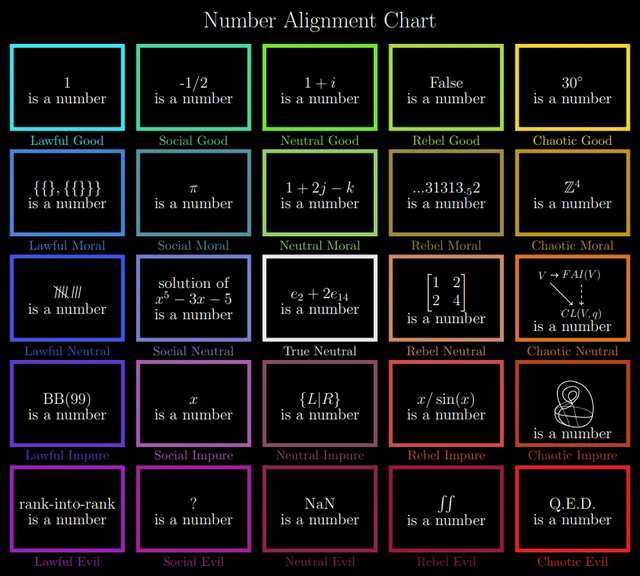 Number Alignment Chart
1
is a number
Lawful Good
-1/2
is a number
Social Good
1 + i
is a number
Neutral Good
False
is a number
Rebel Good
30°
is a number
Chaotic Good
{{}, {{}}}
is a number
Lawful Moral
π
is a number
Social Moral
1 + 2j − k
is a number
Neutral Moral
...31313.₅2
is a number
Rebel Moral
ℤ⁴
is a number
Chaotic Moral
is a number
Lawful Neutral
solution of
x⁵ − 3x − 5
is a number
Social Neutral
e₂ + 2e₁₄
is a number
True Neutral
[1 2
2 4]
is a number
Rebel Neutral
V → FAI(V)
CL(V,q)
is a number
Chaotic Neutral
BB(99)
is a number
Lawful Impure
x
is a number
Social Impure
{L|R}
is a number
Neutral Impure
x/ sin(x)
is a number
Rebel Impure
is a number
Chaotic Impure
rank-into-rank
is a number
Lawful Evil
?
is a number
Social Evil
NaN
is a number
Neutral Evil
∫∫
is a number
Rebel Evil
Q.E.D.
is a number
Chaotic Evil